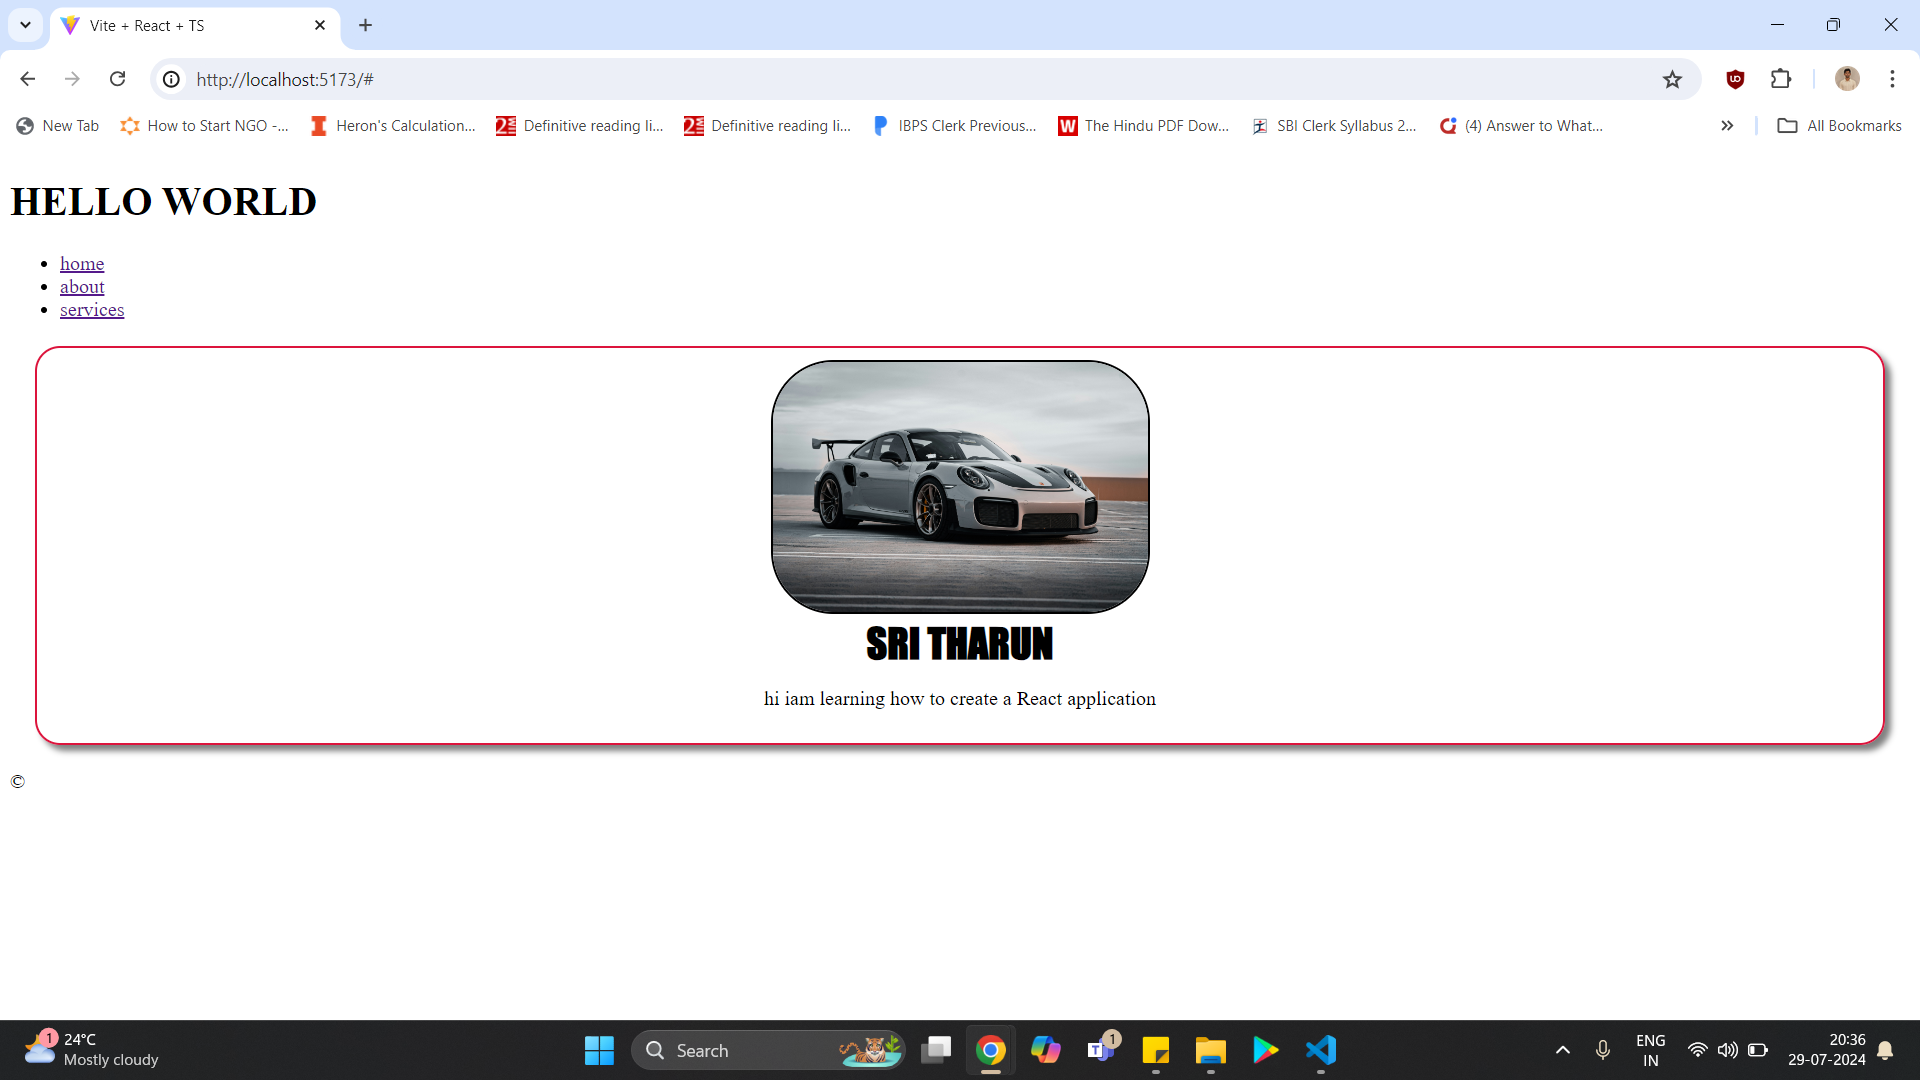 Vite + React + TS
http://localhost:5173/#
New Tab
How to Start NGO -...
Heron's Calculation...
Definitive reading li...
Definitive reading li...
IBPS Clerk Previous...
The Hindu PDF Dow...
SBI Clerk Syllabus 2...
(4) Answer to What...
All Bookmarks
HELLO WORLD
home
about
services
SRI THARUN
hi iam learning how to create a React application
©
1
24°C
Mostly cloudy
Search
1
ENG
IN
20:36
29-07-2024